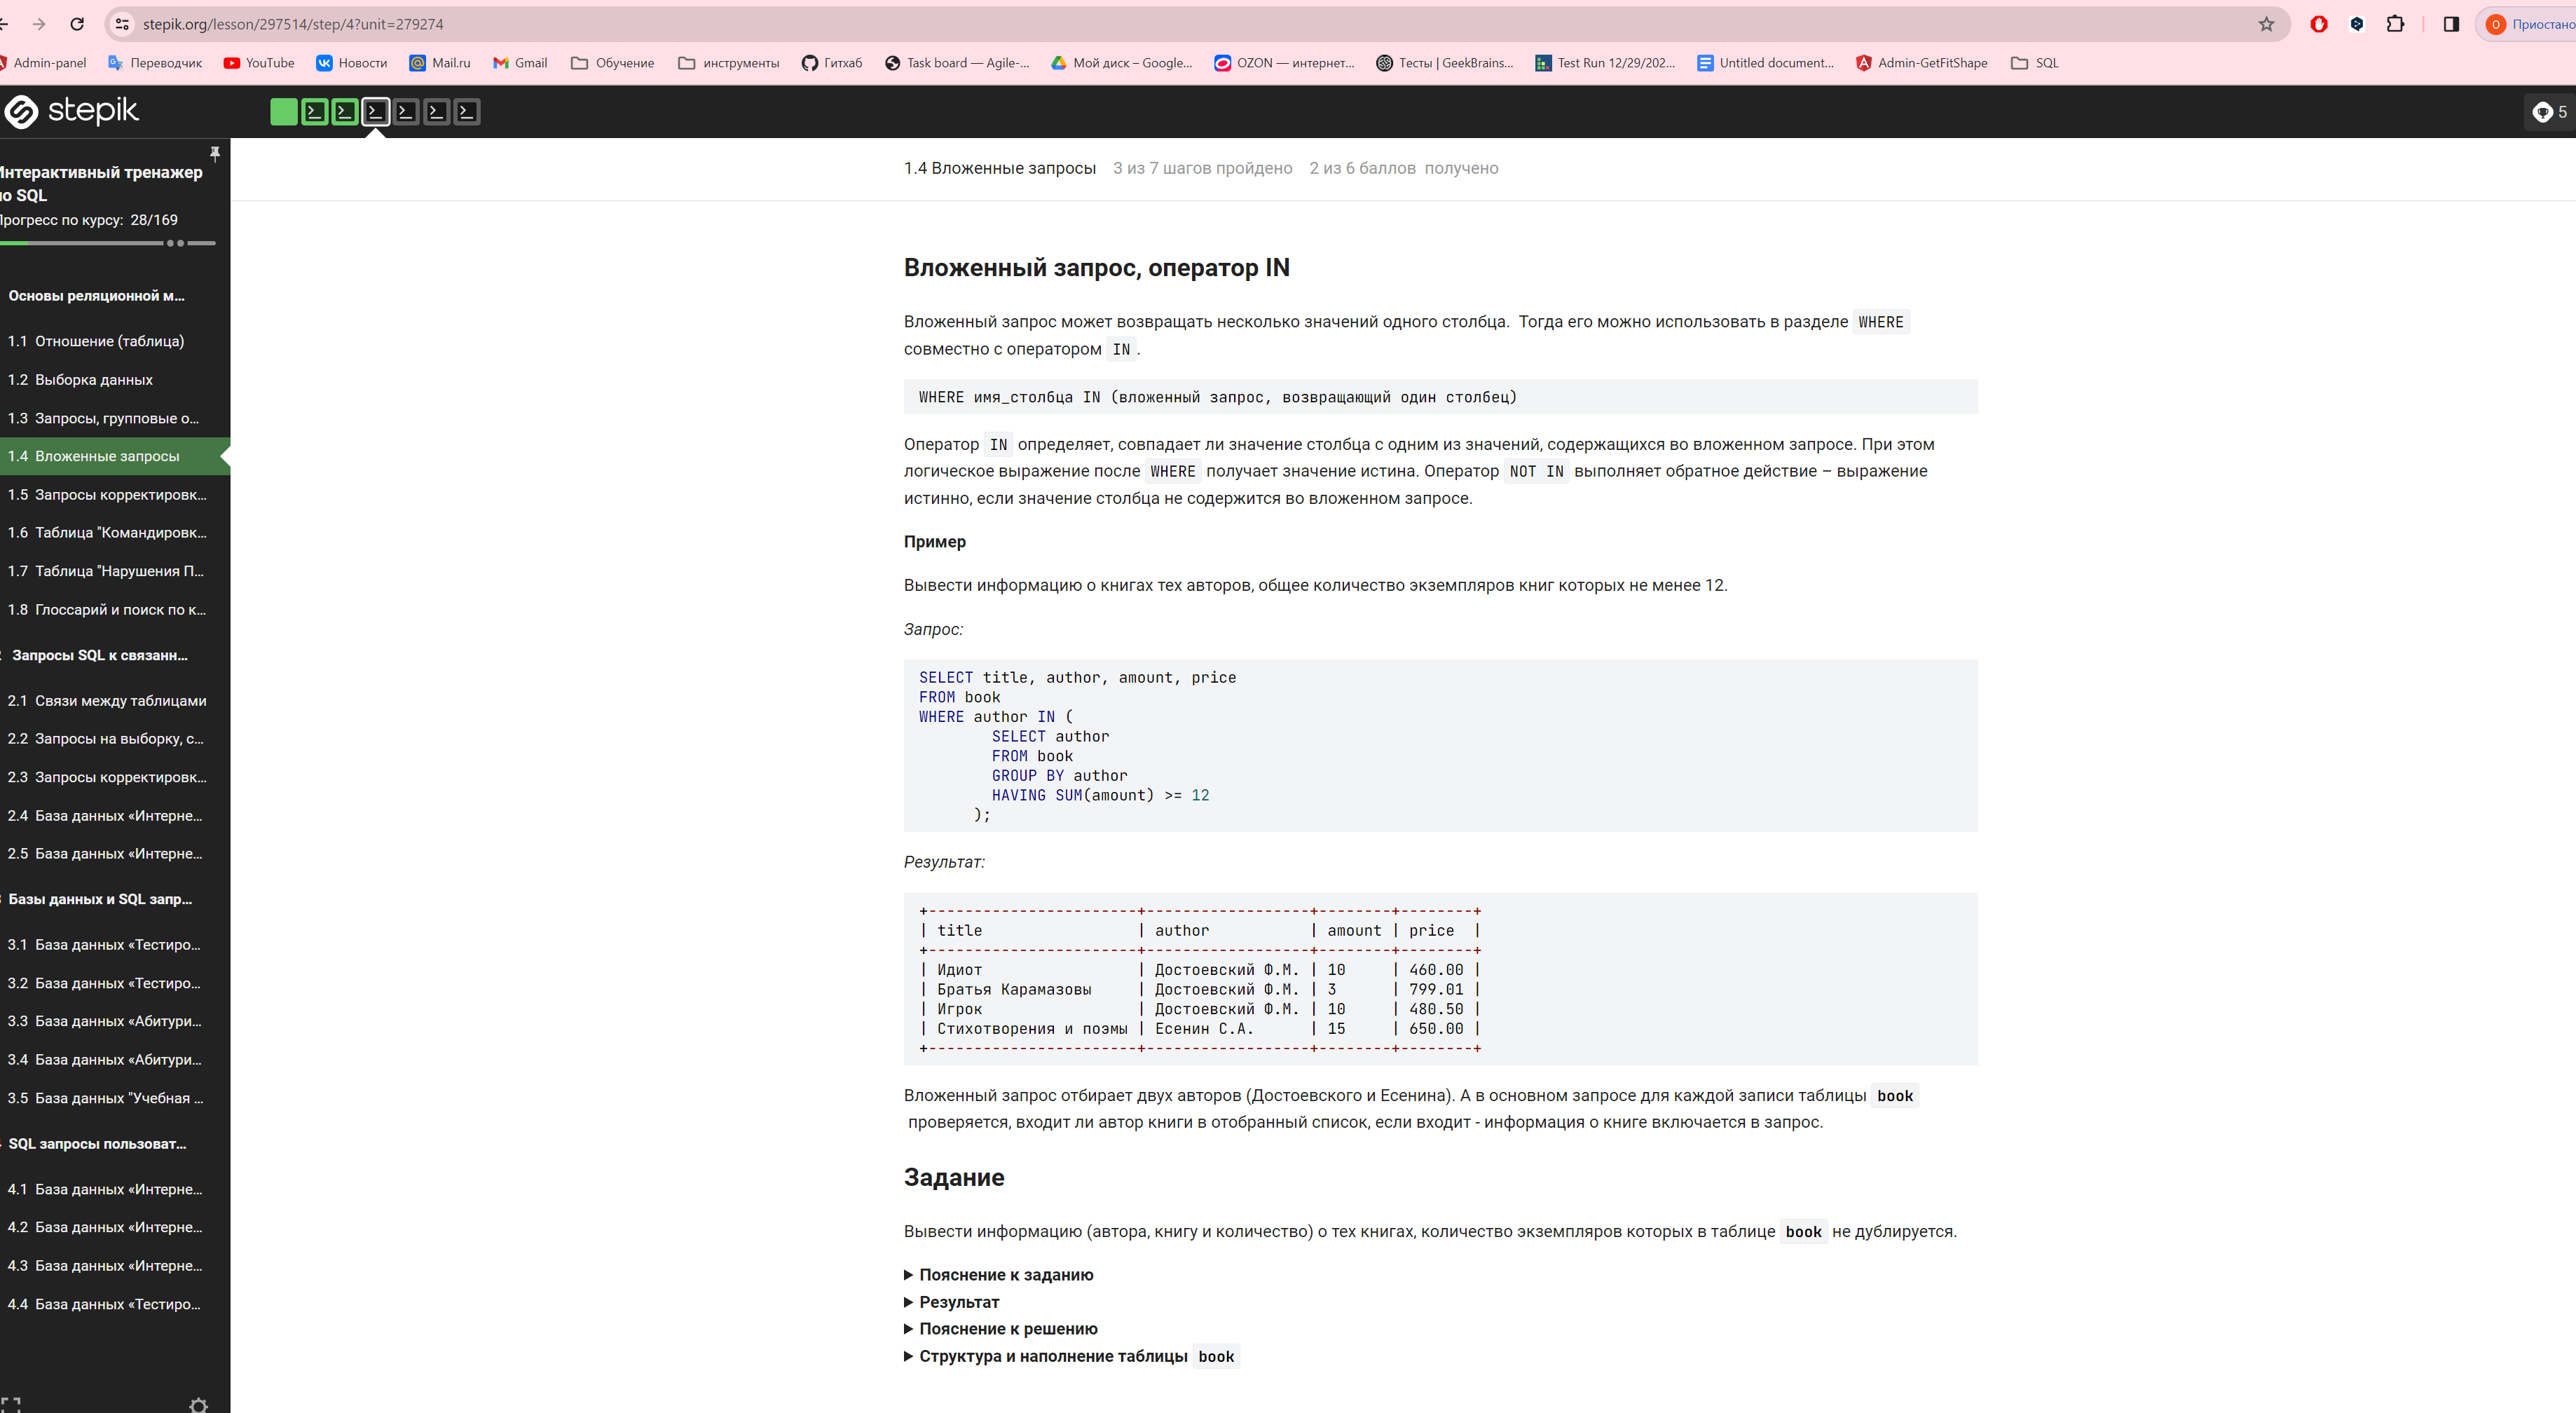 stepik.org/lesson/297514/step/4?unit=279274
Приостано
Admin-panel Переводчик YouTube Новости Mail.ru Gmail Обучение инструменты Гитхаб Task board — Agile-... Мой диск – Google... OZON — интернет... Тесты | GeekBrains... Test Run 12/29/202... Untitled document... Admin-GetFitShape SQL
stepik
5
Интерактивный тренажер
по SQL
Прогресс по курсу: 28/169
Основы реляционной м...
1.1 Отношение (таблица)
1.2 Выборка данных
1.3 Запросы, групповые о...
1.4 Вложенные запросы
1.5 Запросы корректировк...
1.6 Таблица "Командировк...
1.7 Таблица "Нарушения П...
1.8 Глоссарий и поиск по к...
Запросы SQL к связанн...
2.1 Связи между таблицами
2.2 Запросы на выборку, с...
2.3 Запросы корректировк...
2.4 База данных «Интерне...
2.5 База данных «Интерне...
Базы данных и SQL запр...
3.1 База данных «Тестиро...
3.2 База данных «Тестиро...
3.3 База данных «Абитури...
3.4 База данных «Абитури...
3.5 База данных "Учебная ...
SQL запросы пользоват...
4.1 База данных «Интерне...
4.2 База данных «Интерне...
4.3 База данных «Интерне...
4.4 База данных «Тестиро...
1.4 Вложенные запросы 3 из 7 шагов пройдено 2 из 6 баллов получено
Вложенный запрос, оператор IN
Вложенный запрос может возвращать несколько значений одного столбца. Тогда его можно использовать в разделе WHERE
совместно с оператором IN.
WHERE имя_столбца IN (вложенный запрос, возвращающий один столбец)
Оператор IN определяет, совпадает ли значение столбца с одним из значений, содержащихся во вложенном запросе. При этом
логическое выражение после WHERE получает значение истина. Оператор NOT IN выполняет обратное действие – выражение
истинно, если значение столбца не содержится во вложенном запросе.
Пример
Вывести информацию о книгах тех авторов, общее количество экземпляров книг которых не менее 12.
Запрос:
SELECT title, author, amount, price
FROM book
WHERE author IN (
SELECT author
FROM book
GROUP BY author
HAVING SUM(amount) >= 12
);
Результат:
+-----------------------+------------------+--------+--------+
| title | author | amount | price |
+-----------------------+------------------+--------+--------+
| Идиот | Достоевский Ф.М. | 10 | 460.00 |
| Братья Карамазовы | Достоевский Ф.М. | 3 | 799.01 |
| Игрок | Достоевский Ф.М. | 10 | 480.50 |
| Стихотворения и поэмы | Есенин С.А. | 15 | 650.00 |
+-----------------------+------------------+--------+--------+
Вложенный запрос отбирает двух авторов (Достоевского и Есенина). А в основном запросе для каждой записи таблицы book
проверяется, входит ли автор книги в отобранный список, если входит - информация о книге включается в запрос.
Задание
Вывести информацию (автора, книгу и количество) о тех книгах, количество экземпляров которых в таблице book не дублируется.
Пояснение к заданию
Результат
Пояснение к решению
Структура и наполнение таблицы book